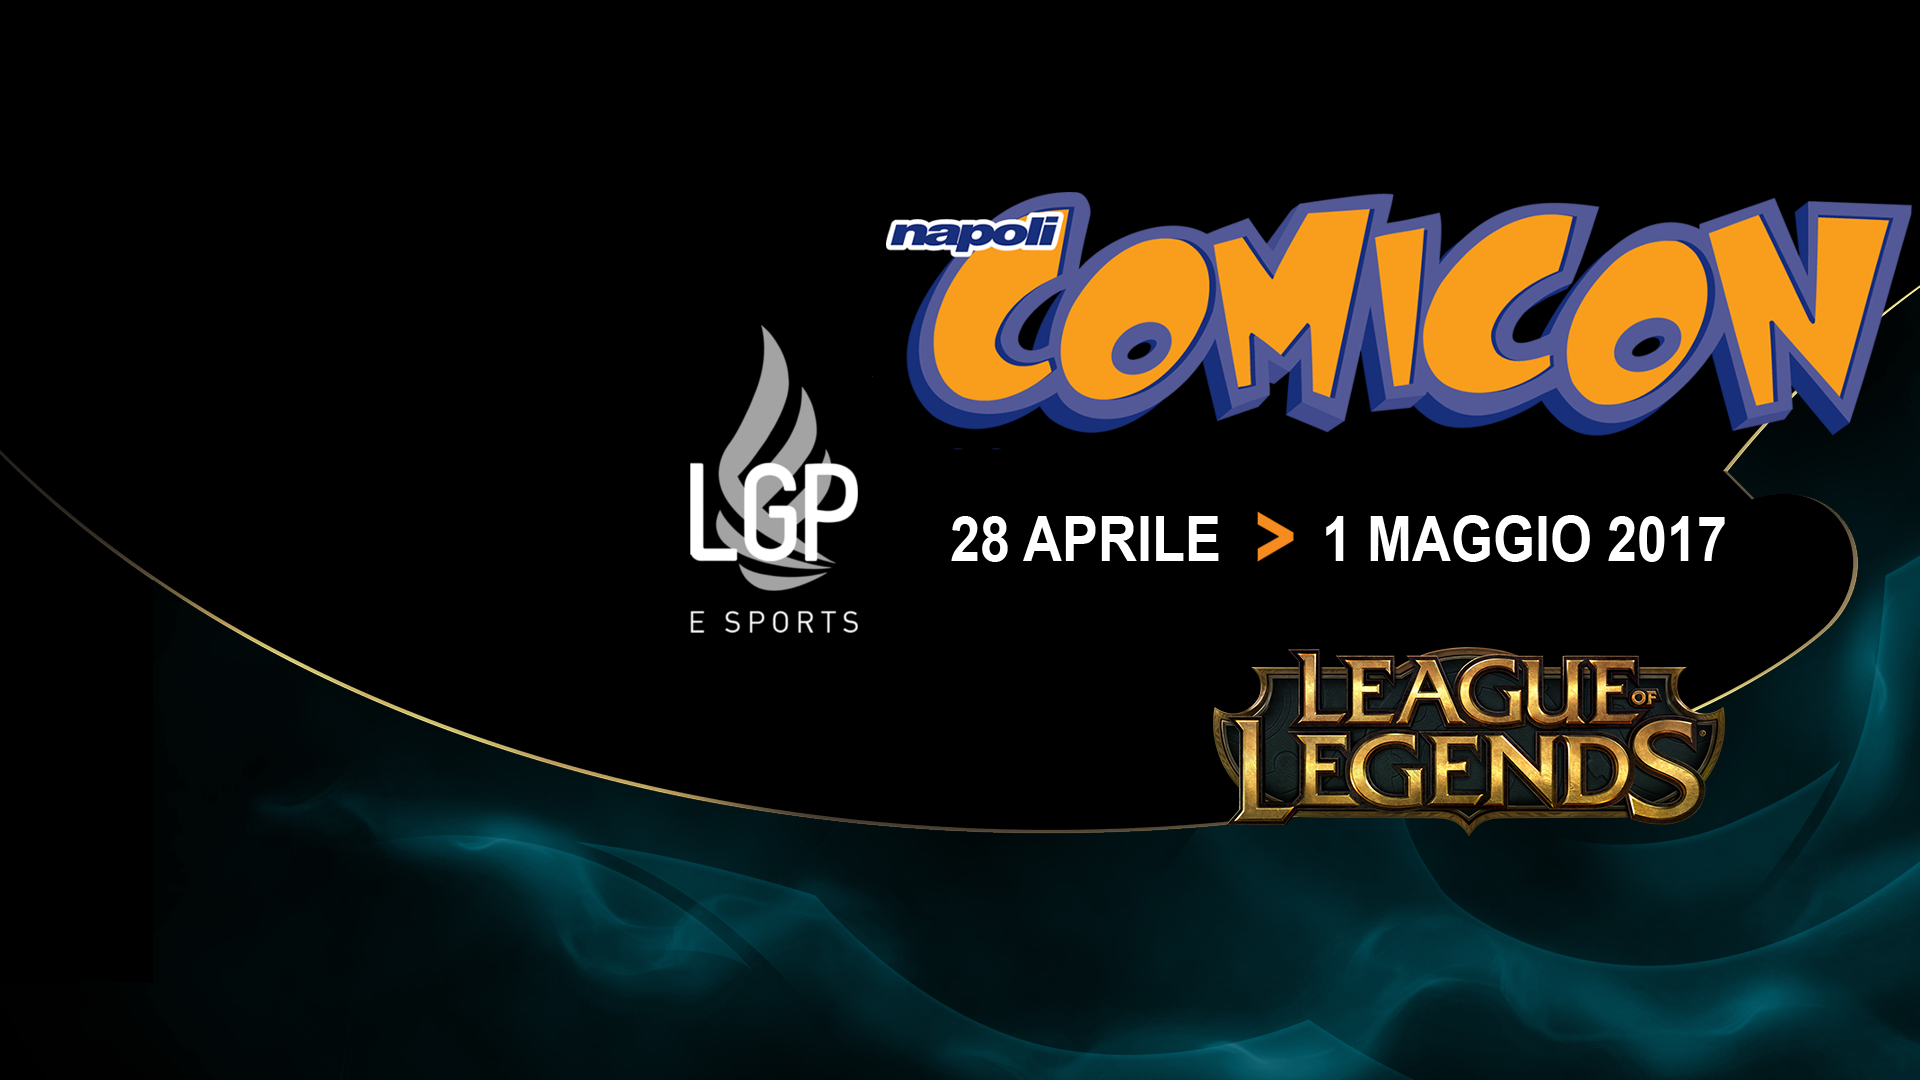 napoli
COMICON
LGP
E SPORTS
28 APRILE > 1 MAGGIO 2017
LEAGUE OF
LEGENDS